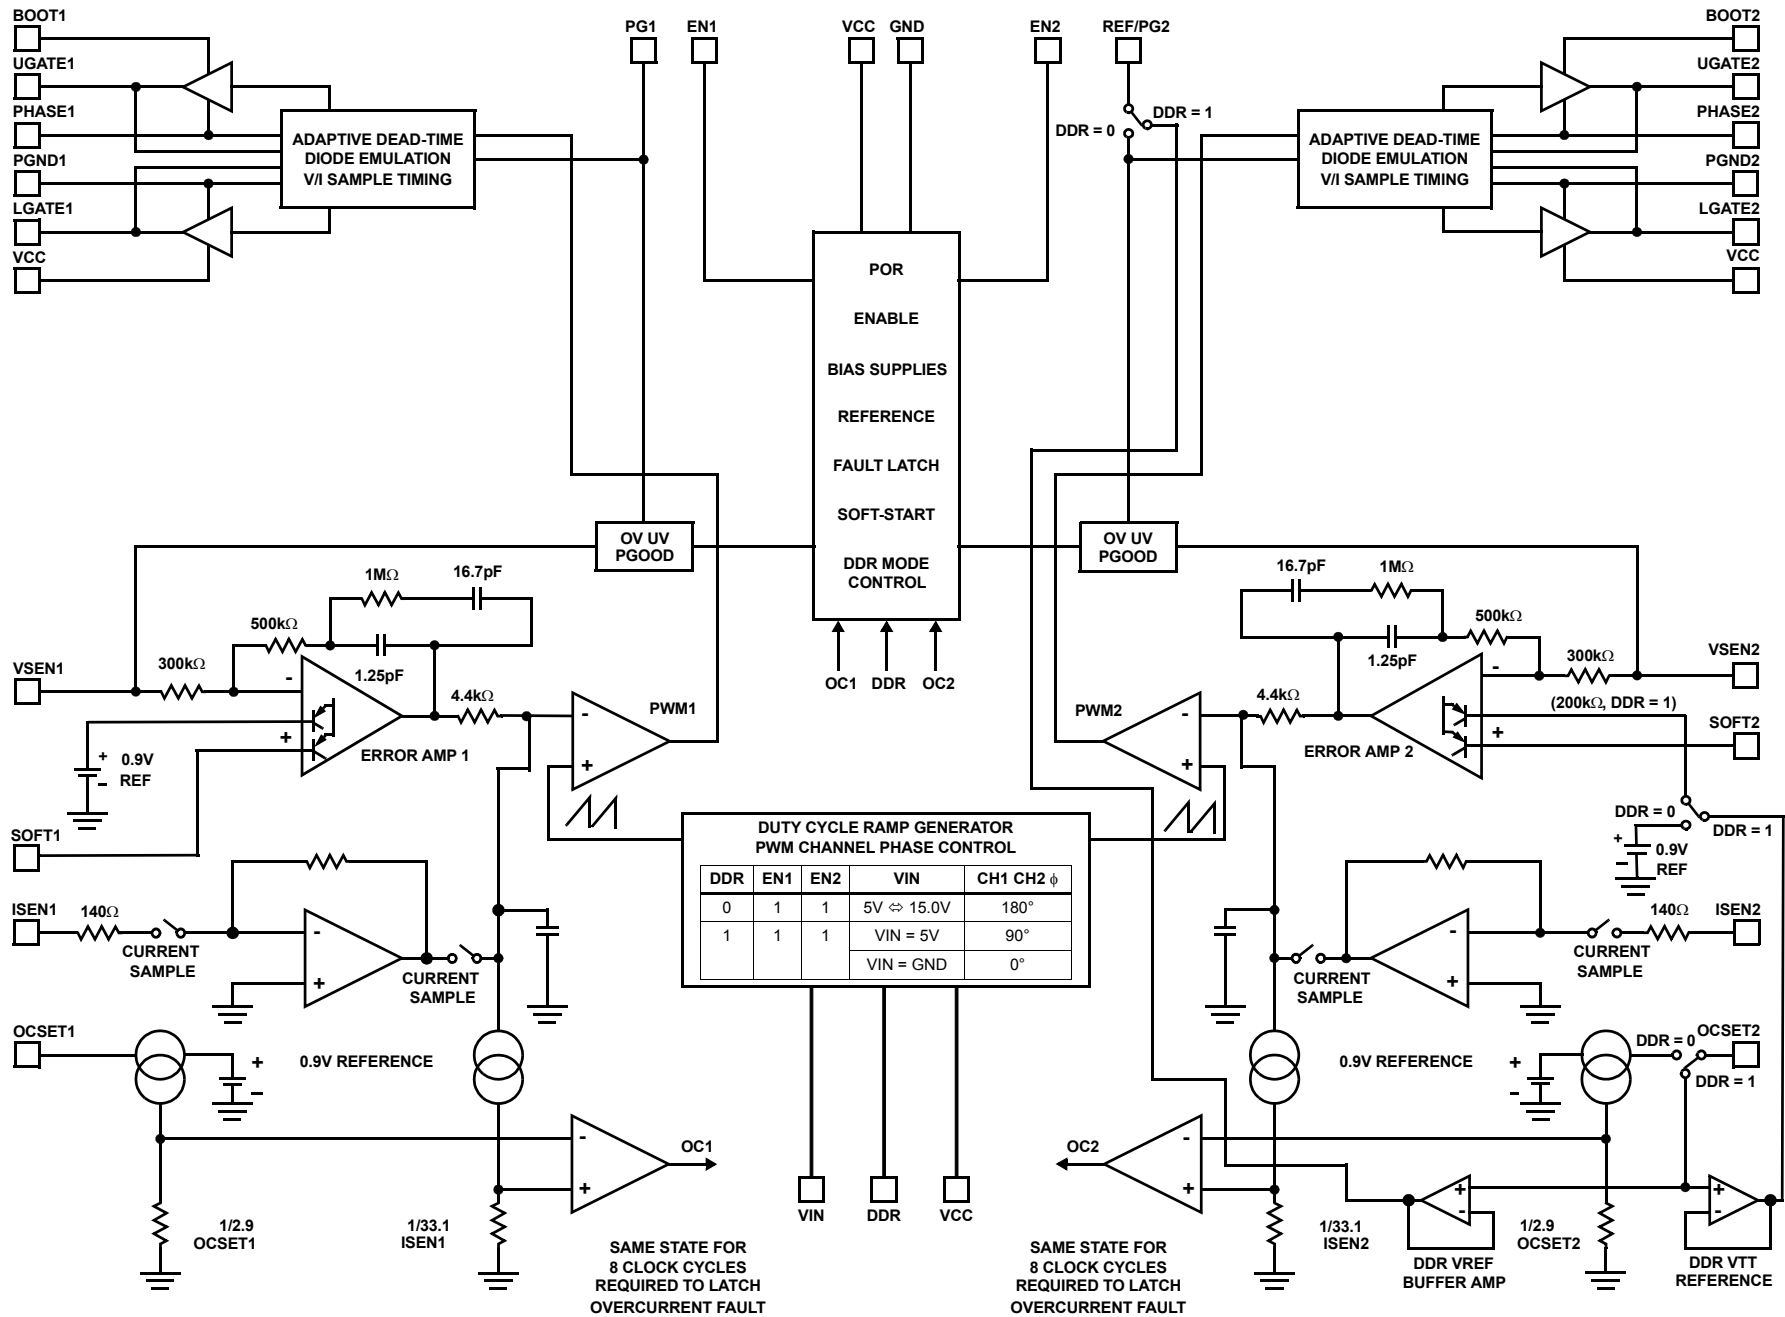 BOOT1
UGATE1
PHASE1
PGND1
LGATE1
VCC
ADAPTIVE DEAD-TIME
DIODE EMULATION
V/I SAMPLE TIMING
PG1
EN1
VCC
GND
EN2
REF/PG2
DDR = 1
DDR = 0
ADAPTIVE DEAD-TIME
DIODE EMULATION
V/I SAMPLE TIMING
BOOT2
UGATE2
PHASE2
PGND2
LGATE2
VCC
POR
ENABLE
BIAS SUPPLIES
REFERENCE
FAULT LATCH
SOFT-START
DDR MODE
CONTROL
OC1
DDR
OC2
OV UV
PGOOD
OV UV
PGOOD
1MΩ
16.7pF
500kΩ
1.25pF
300kΩ
VSEN1
-
+
4.4kΩ
ERROR AMP 1
+
-
0.9V
REF
SOFT1
-
+
PWM1
16.7pF
1MΩ
500kΩ
1.25pF
300kΩ
VSEN2
(200kΩ, DDR = 1)
SOFT2
-
+
4.4kΩ
ERROR AMP 2
PWM2
-
+
DDR = 0
DDR = 1
+
-
0.9V
REF
DUTY CYCLE RAMP GENERATOR
PWM CHANNEL PHASE CONTROL
DDR EN1 EN2 VIN CH1 CH2 ϕ
0 1 1 5V ⇔ 15.0V 180°
1 1 1 VIN = 5V 90°
VIN = GND 0°
VIN
DDR
VCC
ISEN1
140Ω
CURRENT
SAMPLE
-
+
CURRENT
SAMPLE
OCSET1
+
-
0.9V REFERENCE
-
+
OC1
1/2.9
OCSET1
1/33.1
ISEN1
SAME STATE FOR
8 CLOCK CYCLES
REQUIRED TO LATCH
OVERCURRENT FAULT
140Ω
ISEN2
CURRENT
SAMPLE
-
+
CURRENT
SAMPLE
0.9V REFERENCE
+
-
DDR = 0
OCSET2
DDR = 1
OC2
-
+
1/33.1
ISEN2
+
-
DDR VREF
BUFFER AMP
1/2.9
OCSET2
+
-
DDR VTT
REFERENCE
SAME STATE FOR
8 CLOCK CYCLES
REQUIRED TO LATCH
OVERCURRENT FAULT